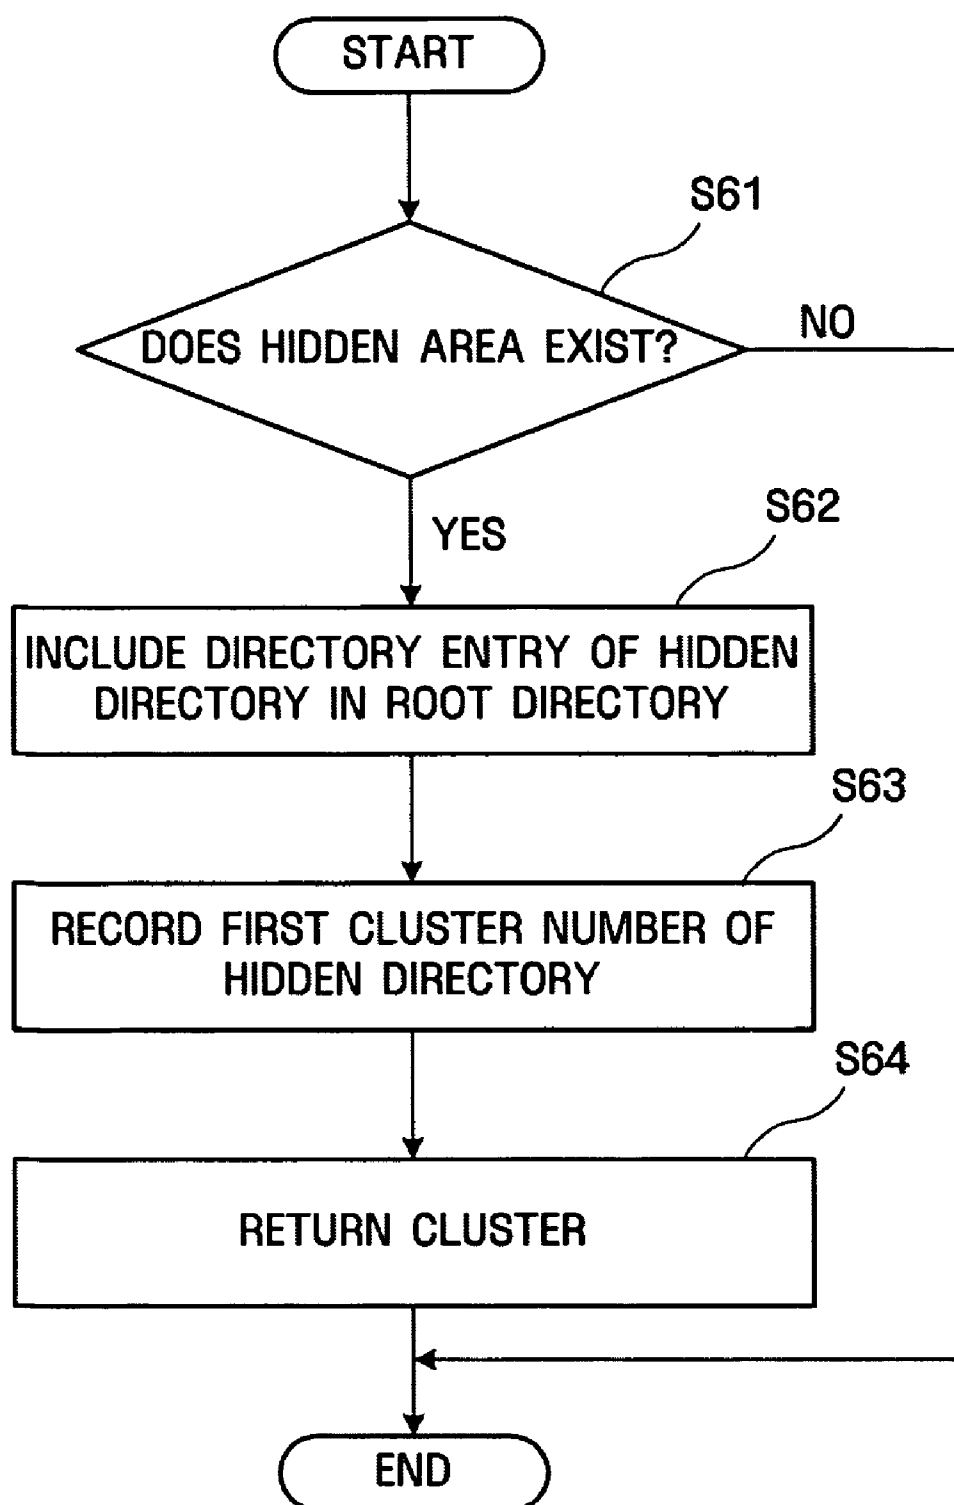 START
S61
DOES HIDDEN AREA EXIST?
NO
YES
S62
INCLUDE DIRECTORY ENTRY OF HIDDEN
DIRECTORY IN ROOT DIRECTORY
S63
RECORD FIRST CLUSTER NUMBER OF
HIDDEN DIRECTORY
S64
RETURN CLUSTER
END